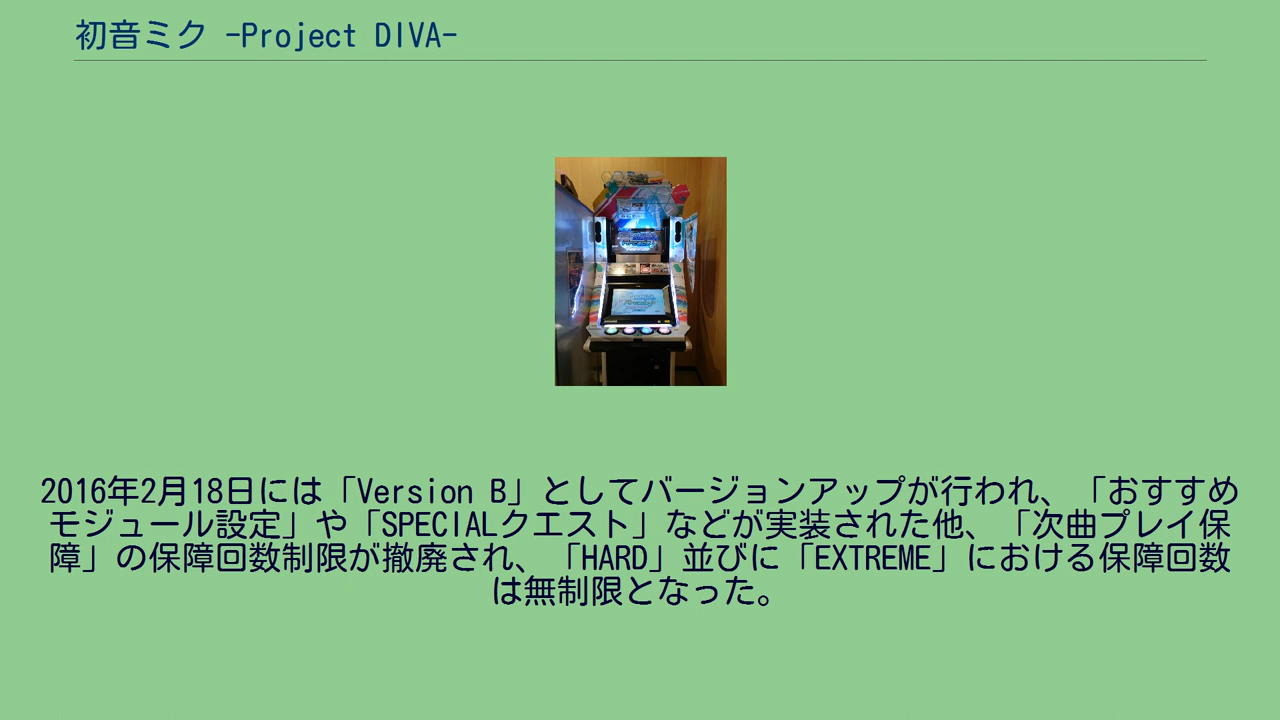 初音ミク -Project DIVA-
2016年2月18日には「Version B」としてバージョンアップが行われ、「おすすめ
モジュール設定」や「SPECIALクエスト」などが実装された他、「次曲プレイ保
障」の保障回数制限が撤廃され、「HARD」並びに「EXTREME」における保障回数
は無制限となった。